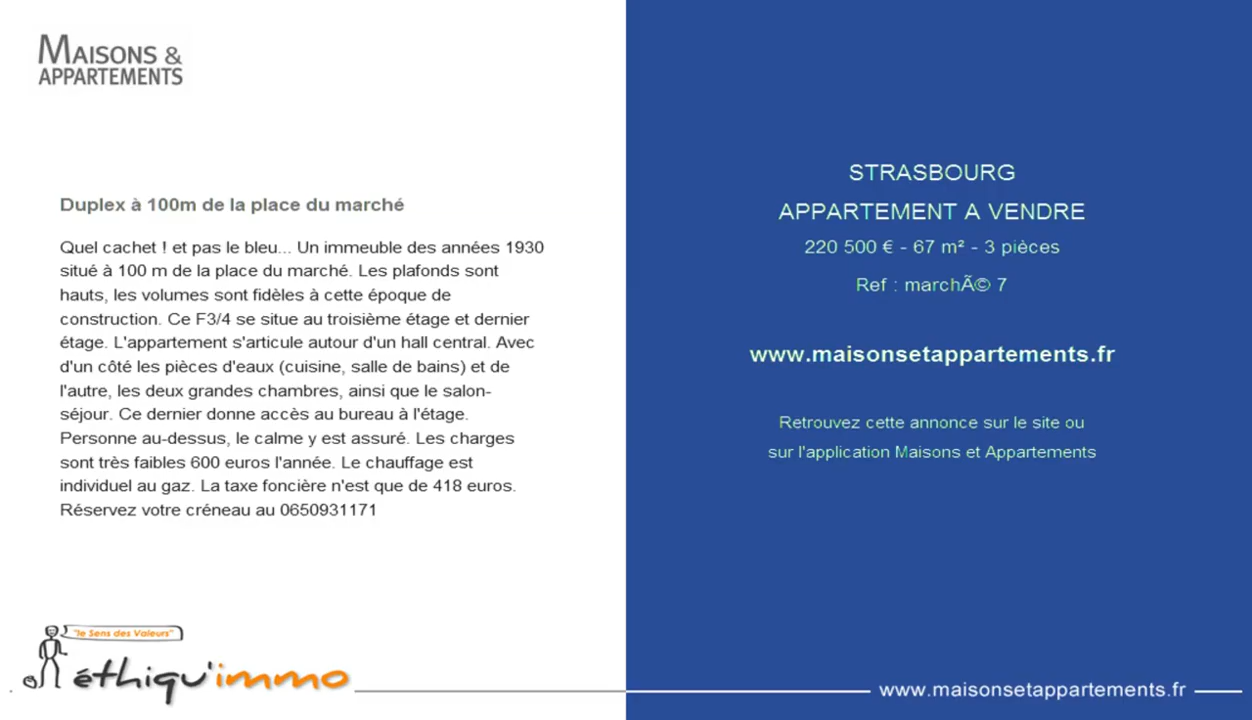 MAISONS &
APPARTEMENTS
Duplex à 100m de la place du marché
Quel cachet ! et pas le bleu... Un immeuble des années 1930
situé à 100 m de la place du marché. Les plafonds sont
hauts, les volumes sont fidèles à cette époque de
construction. Ce F3/4 se situe au troisième étage et dernier
étage. L'appartement s'articule autour d'un hall central. Avec
d'un côté les pièces d'eaux (cuisine, salle de bains) et de
l'autre, les deux grandes chambres, ainsi que le salon-
séjour. Ce dernier donne accès au bureau à l'étage.
Personne au-dessus, le calme y est assuré. Les charges
sont très faibles 600 euros l'année. Le chauffage est
individuel au gaz. La taxe foncière n'est que de 418 euros.
Réservez votre créneau au 0650931171
"le Sens des Valeurs"
éthiqu'immo
STRASBOURG
APPARTEMENT A VENDRE
220 500 € - 67 m² - 3 pièces
Ref : marchÃ© 7
www.maisonsetappartements.fr
Retrouvez cette annonce sur le site ou
sur l'application Maisons et Appartements
www.maisonsetappartements.fr